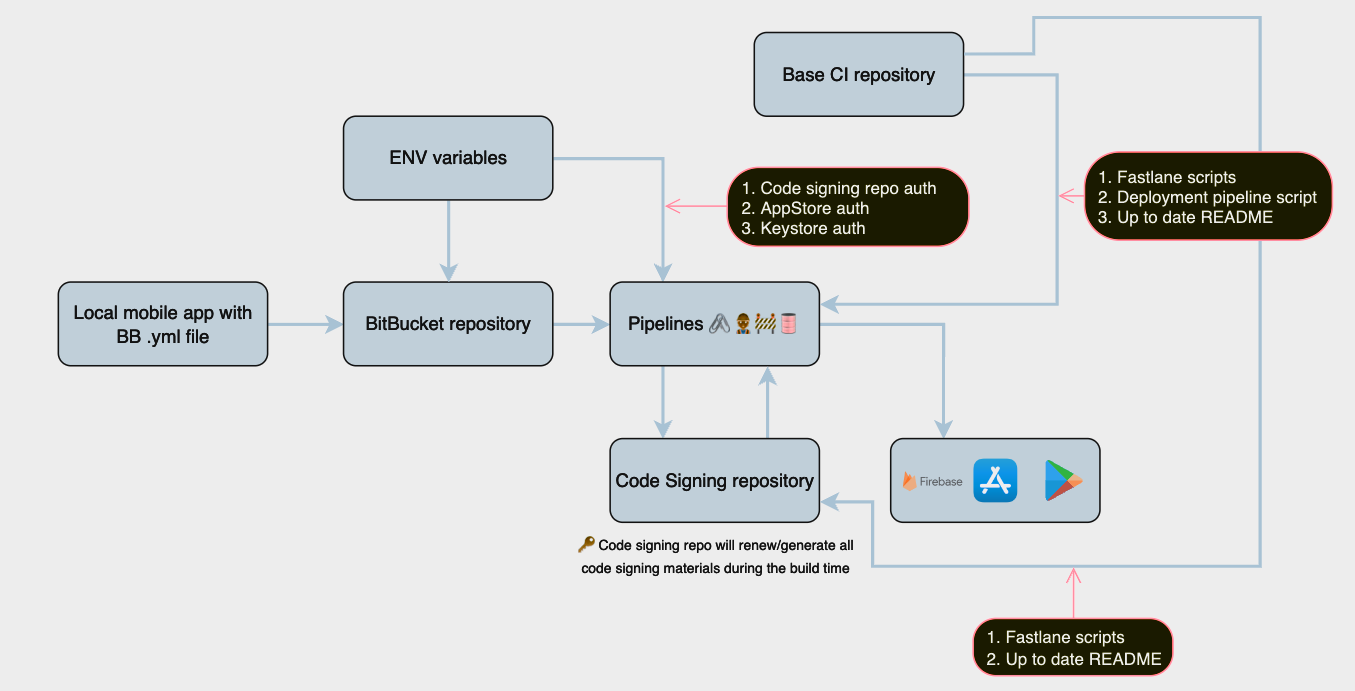 Base CI repository
ENV variables
1. Code signing repo auth
2. AppStore auth
3. Keystore auth
1. Fastlane scripts
2. Deployment pipeline script
3. Up to date README
Local mobile app with
BB .yml file
BitBucket repository
Pipelines 🖇️👷🏾‍♂️🚧🛢️
Code Signing repository
Firebase
🔑 Code signing repo will renew/generate all
code signing materials during the build time
1. Fastlane scripts
2. Up to date README